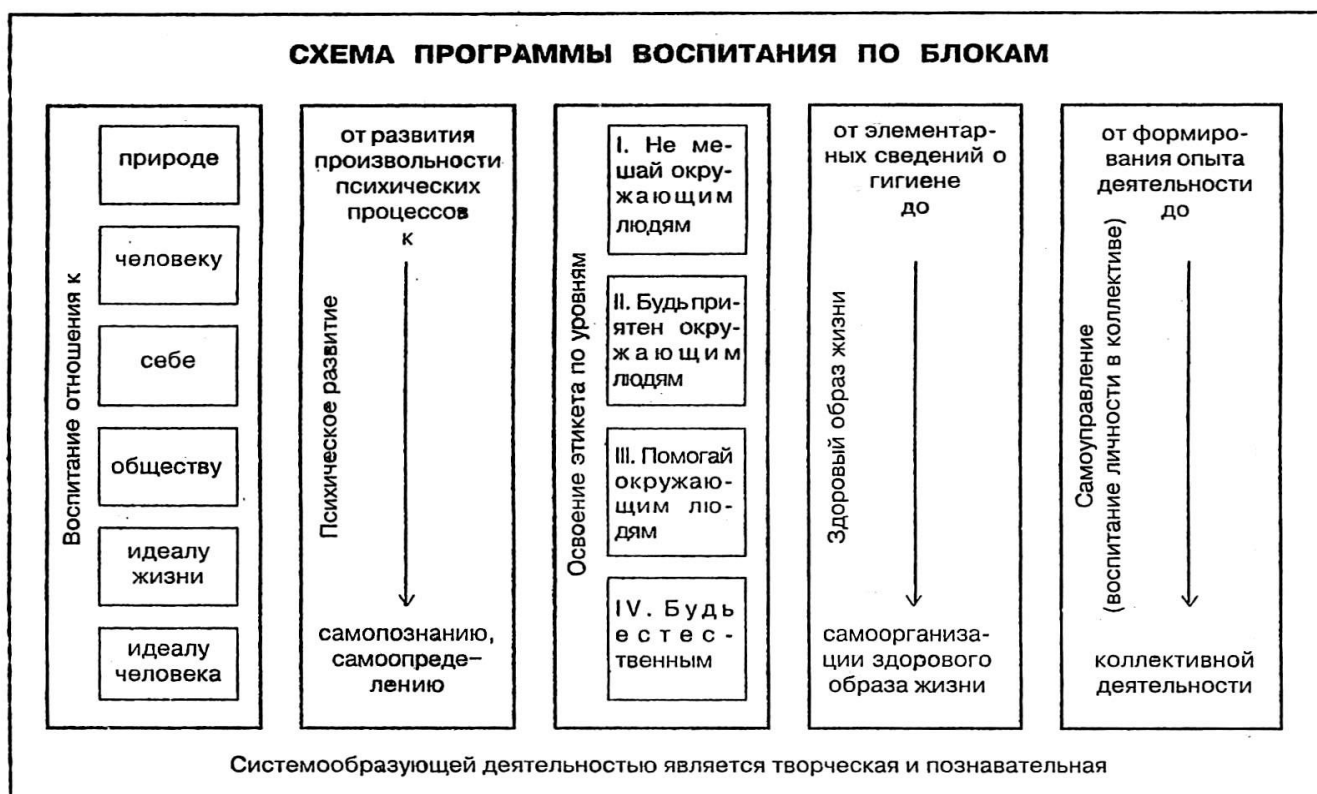 СХЕМА ПРОГРАММЫ ВОСПИТАНИЯ ПО БЛОКАМ
Воспитание отношения к
природе
человеку
себе
обществу
идеалу
жизни
идеалу
человека
от развития
произвольности
психических
процессов
к
Психическое развитие
самопознанию,
самоопреде-
лению
Освоение этикета по уровням
I. Не ме-
шай окру-
жающим
людям
II. Будь при-
ятен окру-
жающим
людям
III. Помогай
окружаю-
щим лю-
дям
IV. Будь
естес-
твенным
от элементар-
ных сведений о
гигиене
до
Здоровый образ жизни
самоорганиза-
ции здорового
образа жизни
от формиро-
вания опыта
деятельности
до
Самоуправление
(воспитание личности в коллективе)
коллективной
деятельности
Системообразующей деятельностью является творческая и познавательная